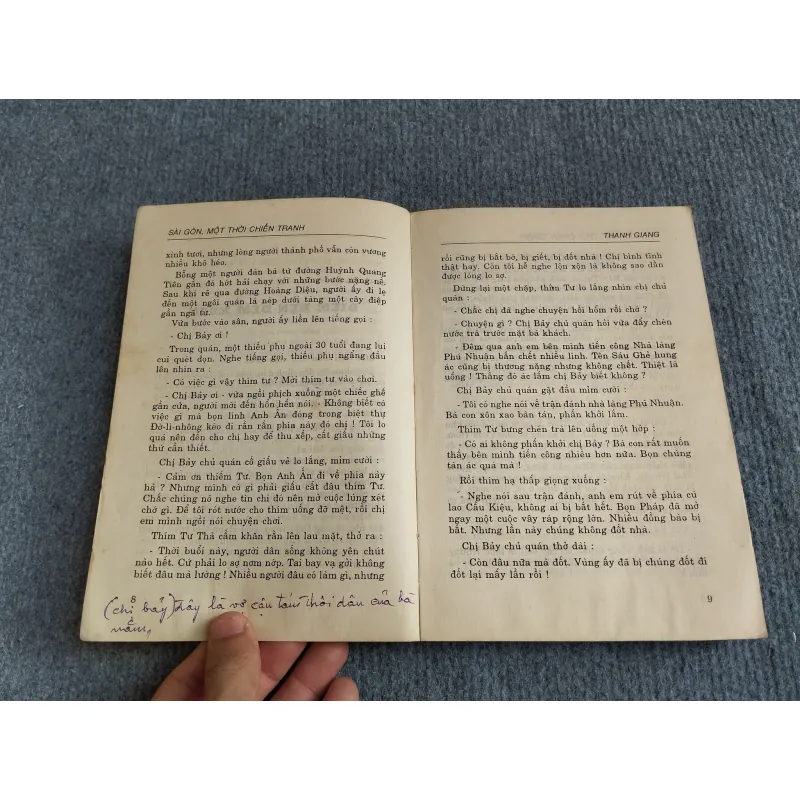 SÀI GÒN, MỘT THỜI CHIẾN TRANH
xinh tươi, nhưng lòng người thành phố vẫn còn vương
nhiều khô héo.
Bỗng một người đàn bà từ đường Huỳnh Quang
Tiên gần đó hớt hải chạy với những bước nặng nề.
Sau khi rẽ qua đường Hoàng Diệu, người ấy đi lẹ
đến một ngôi quán lá nép dưới tàng một cây điệp
gần ngã tư.
Vừa bước vào sân, người ấy liền lên tiếng gọi :
- Chị Bảy ơi !
Trong quán, một thiếu phụ ngoài 30 tuổi đang lui
cui quét dọn. Nghe tiếng gọi, thiếu phụ ngẩng đầu
lên nhìn ra :
- Có việc gì vậy thím tư ? Mời thím tư vào chơi.
- Chị Bảy ơi - vừa ngồi phịch xuống một chiếc ghế
gần cửa, người mới đến hổn hển nói. - Không biết có
việc gì mà bọn lính Anh Ấn đóng trong biệt thự
Đờ-li-nhông kéo đi rần rần phía này đó chị ! Tôi lo
quá nên đến cho chị hay để thu xếp, cất giấu những
thứ cần thiết.
Chị Bảy chủ quán cố giấu vẻ lo lắng, mỉm cười :
- Cảm ơn thiếm Tư. Bọn Anh Ấn đi về phía này
hả ? Nhưng mình có gì phải giấu cất đâu thím Tư.
Chắc chúng nó nghe tin chi đó nên mở cuộc lùng xét
chớ gì. Để tôi rót nước cho thím uống đỡ mệt, rồi chị
em mình ngồi nói chuyện chơi.
Thím Tư Thả cầm khăn rằn lên lau mặt, thở ra :
- Thời buổi này, người dân sống không yên chút
nào hết. Cứ phải lo sợ nơm nớp. Tai bay vạ gởi không
biết đâu mà lường ! Nhiều người đâu có làm gì, nhưng
8
(chị bảy) này là vợ cậu tám thôi dân của bà
năm,
THANH GIANG
rồi cũng bị bắt bớ, bị giết, bị đốt nhà ! Chị bình tĩnh
thật hay. Còn tôi hễ nghe lộn xộn là không sao dằn
được lòng lo sợ.
Dừng lại một chập, thím Tư lo lắng nhìn chị chủ
quán :
- Chắc chị đã nghe chuyện hồi hôm rồi chớ ?
- Chuyện gì ? Chị Bảy chủ quán hỏi vừa đẩy chén
nước trà trước mặt bà khách.
- Đêm qua anh em bên mình tiến công Nhà làng
Phú Nhuận bắn chết nhiều lính. Tên Sáu Ghè hung
ác cũng bị thương nặng nhưng không chết. Thiệt là
uổng ! Thằng đó ác lắm chị Bảy biết không ?
Chị Bảy chủ quán gật đầu mỉm cười :
- Tôi có nghe nói về trận đánh nhà làng Phú Nhuận.
Bà con xôn xao bàn tán, phấn khởi lắm.
Thím Tư bưng chén trà lên uống một hớp :
- Có ai không phấn khởi chị Bảy ? Bà con rất muốn
thấy bên mình tiến công nhiều hơn nữa. Bọn chúng
tàn ác quá mà !
Rồi thím hạ thấp giọng xuống :
- Nghe nói sau trận đánh, anh em rút về phía cù
lao Cầu Kiệu, không ai bị bắt hết. Bọn Pháp đã mở
ngay một cuộc vây ráp rộng lớn. Nhiều đồng bào bị
bắt. Nhưng lần này chúng không đốt nhà.
Chị Bảy chủ quán thở dài :
- Còn đâu nữa mà đốt. Vùng ấy đã bị chúng đốt đi
đốt lại mấy lần rồi !
9